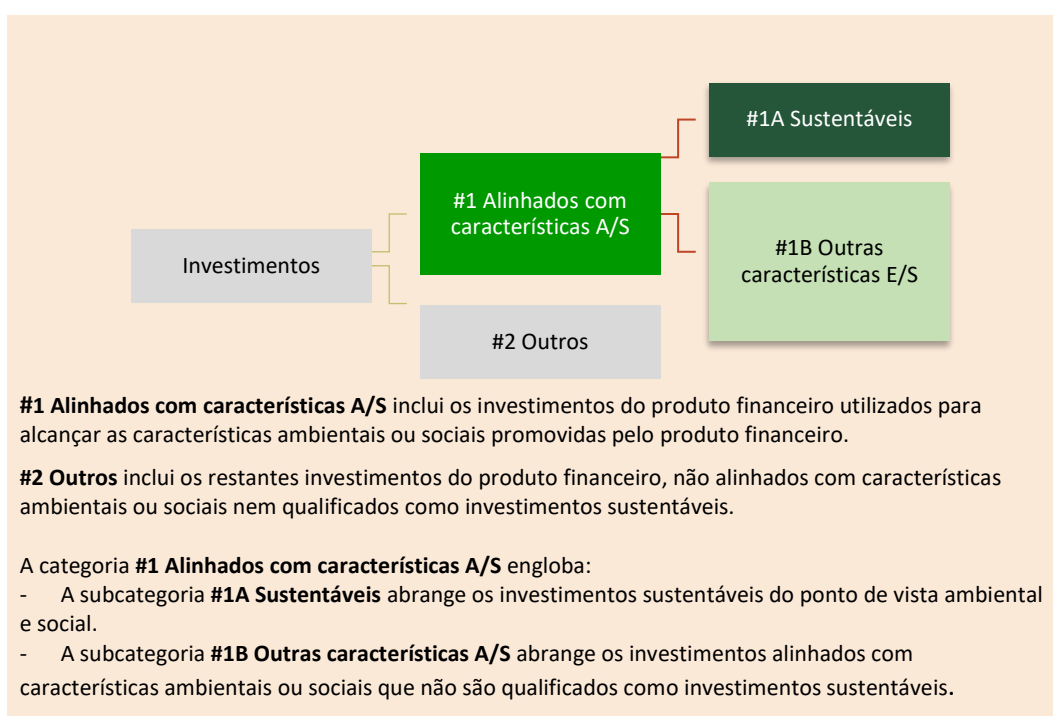 #1A Sustentáveis
#1 Alinhados com
características A/S
#1B Outras
características E/S
Investimentos
#2 Outros
#1 Alinhados com características A/S inclui os investimentos do produto financeiro utilizados para
alcançar as características ambientais ou sociais promovidas pelo produto financeiro.
#2 Outros inclui os restantes investimentos do produto financeiro, não alinhados com características
ambientais ou sociais nem qualificados como investimentos sustentáveis.
A categoria #1 Alinhados com características A/S engloba:
- A subcategoria #1A Sustentáveis abrange os investimentos sustentáveis do ponto de vista ambiental
e social.
- A subcategoria #1B Outras características A/S abrange os investimentos alinhados com
características ambientais ou sociais que não são qualificados como investimentos sustentáveis.